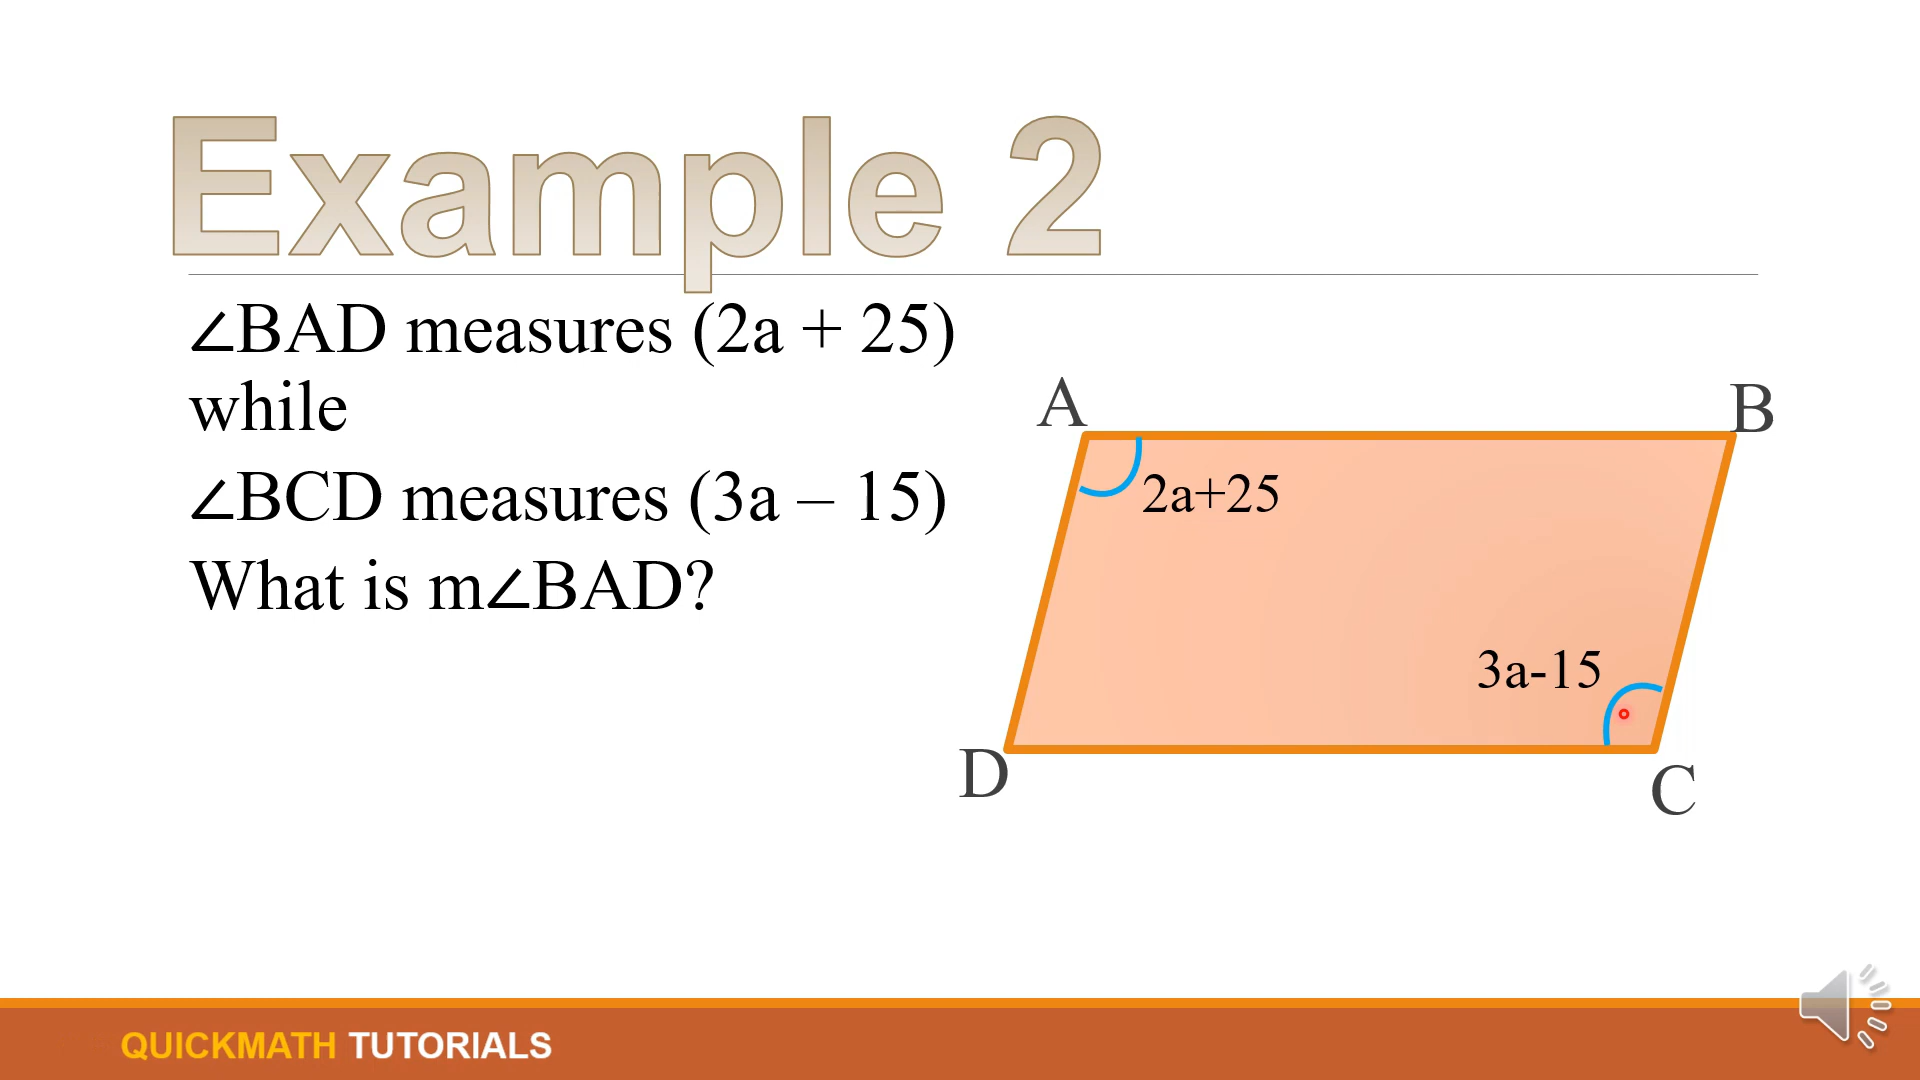 Example 2
∠BAD measures (2a + 25)
while
∠BCD measures (3a – 15)
What is m∠BAD?
A
B
2a+25
3a-15
D
C
QUICKMATH TUTORIALS